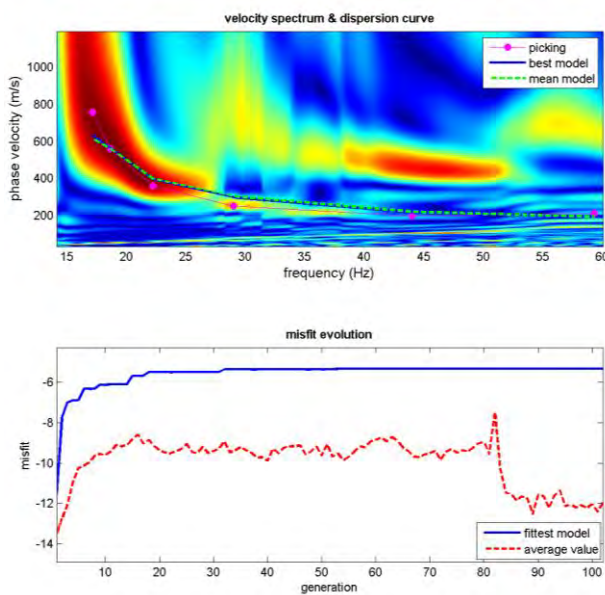 velocity spectrum & dispersion curve
picking
best model
mean model
1000
800
600
400
200
phase velocity (m/s)
15 20 25 30 35 40 45 50 55 60
frequency (Hz)
misfit evolution
-6
-8
-10
-12
-14
misfit
fittest model
average value
10 20 30 40 50 60 70 80 90 100
generation